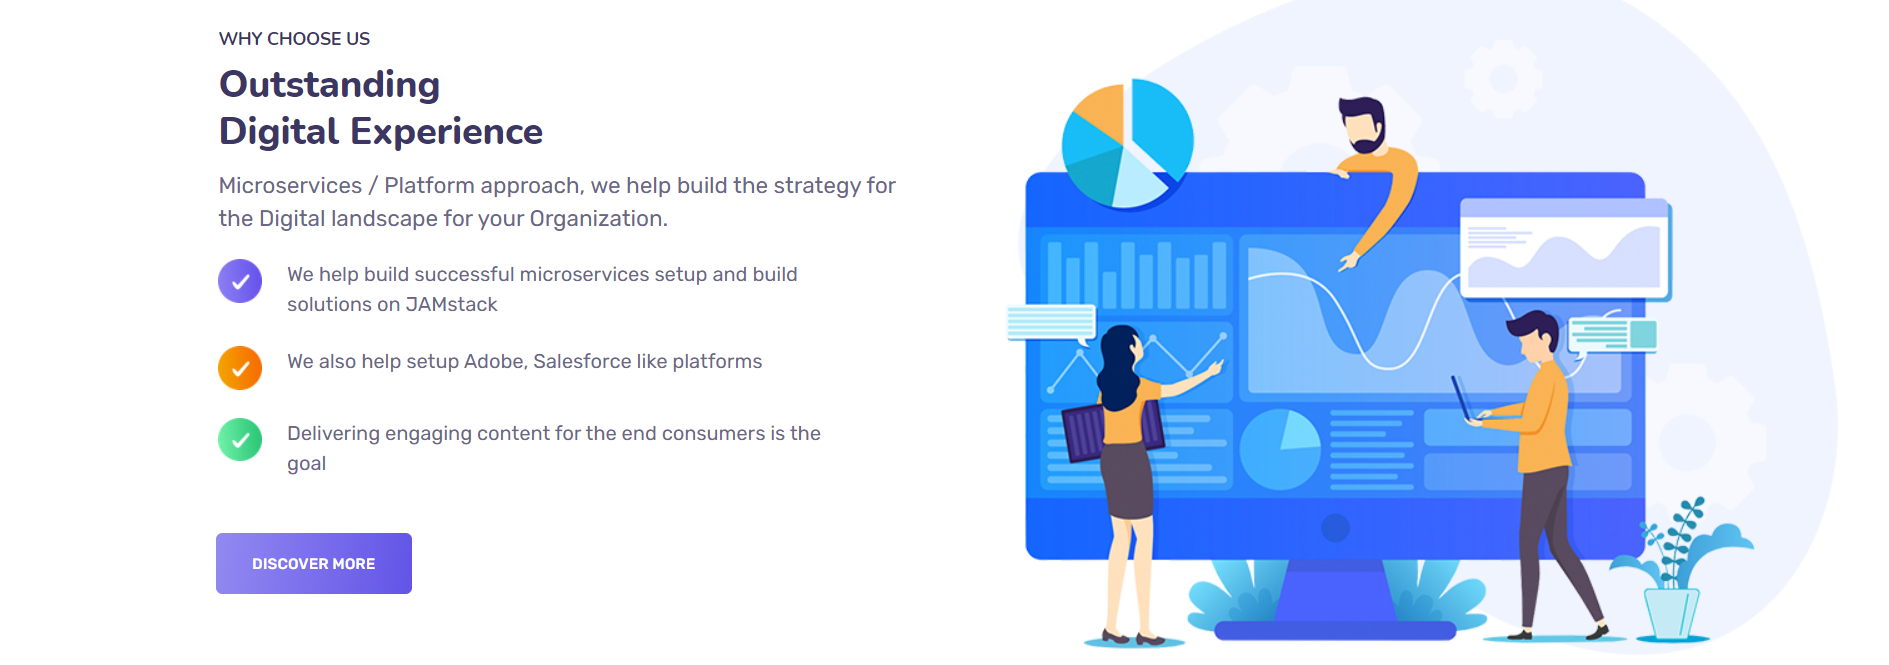 WHY CHOOSE US
Outstanding
Digital Experience
Microservices / Platform approach, we help build the strategy for
the Digital landscape for your Organization.
We help build successful microservices setup and build
solutions on JAMstack
We also help setup Adobe, Salesforce like platforms
Delivering engaging content for the end consumers is the
goal
DISCOVER MORE